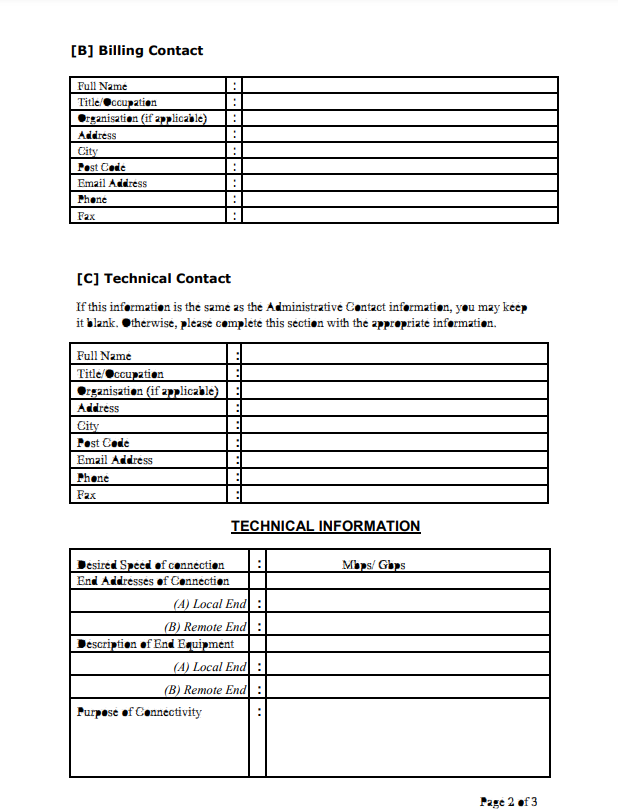 [B] Billing Contact
Full Name :
Title/Occupation :
Organisation (if applicable) :
Address :
City :
Post Code :
Email Address :
Phone :
Fax :
[C] Technical Contact
If this information is the same as the Administrative Contact information, you may keep
it blank. Otherwise, please complete this section with the appropriate information.
Full Name :
Title/Occupation :
Organisation (if applicable) :
Address :
City :
Post Code :
Email Address :
Phone :
Fax :
TECHNICAL INFORMATION
Desired Speed of connection : Mbps/ Gbps
End Addresses of Connection
(A) Local End :
(B) Remote End :
Description of End Equipment
(A) Local End :
(B) Remote End :
Purpose of Connectivity :
Page 2 of 3